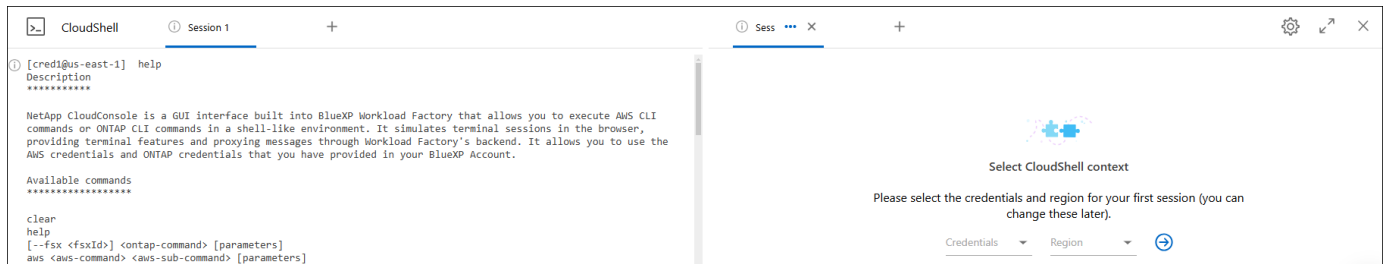 CloudShell
Session 1
[cred1@us-east-1] help
Description
***********
NetApp CloudConsole is a GUI interface built into BlueXP Workload Factory that allows you to execute AWS CLI
commands or ONTAP CLI commands in a shell-like environment. It simulates terminal sessions in the browser,
providing terminal features and proxying messages through Workload Factory's backend. It allows you to use the
AWS credentials and ONTAP credentials that you have provided in your BlueXP Account.
Available commands
******************
clear
help
[--fsx <fsxId>] <ontap-command> [parameters]
aws <aws-command> <aws-sub-command> [parameters]
Sess
Select CloudShell context
Please select the credentials and region for your first session (you can
change these later).
Credentials
Region